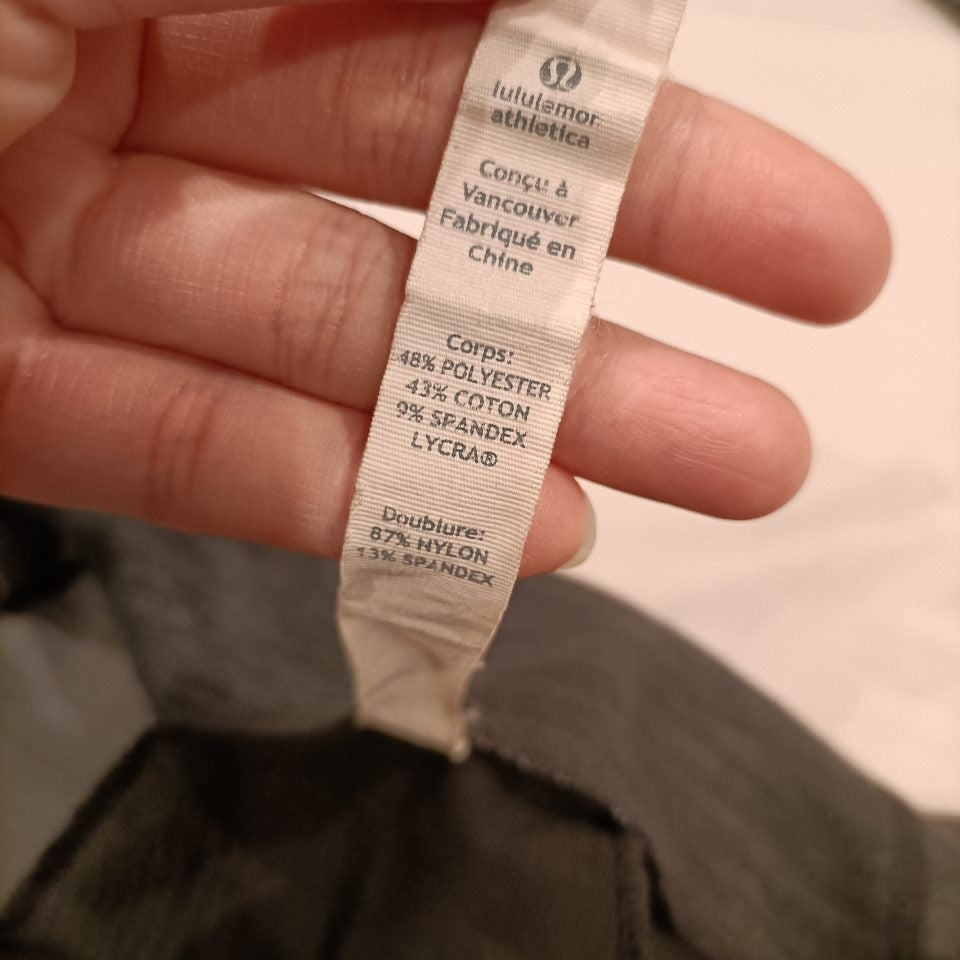 lululemon
athletica
Conçu à
Vancouver
Fabriqué en
Chine
Corps:
48% POLYESTER
43% COTON
9% SPANDEX
LYCRA®
Doublure:
87% NYLON
13% SPANDEX